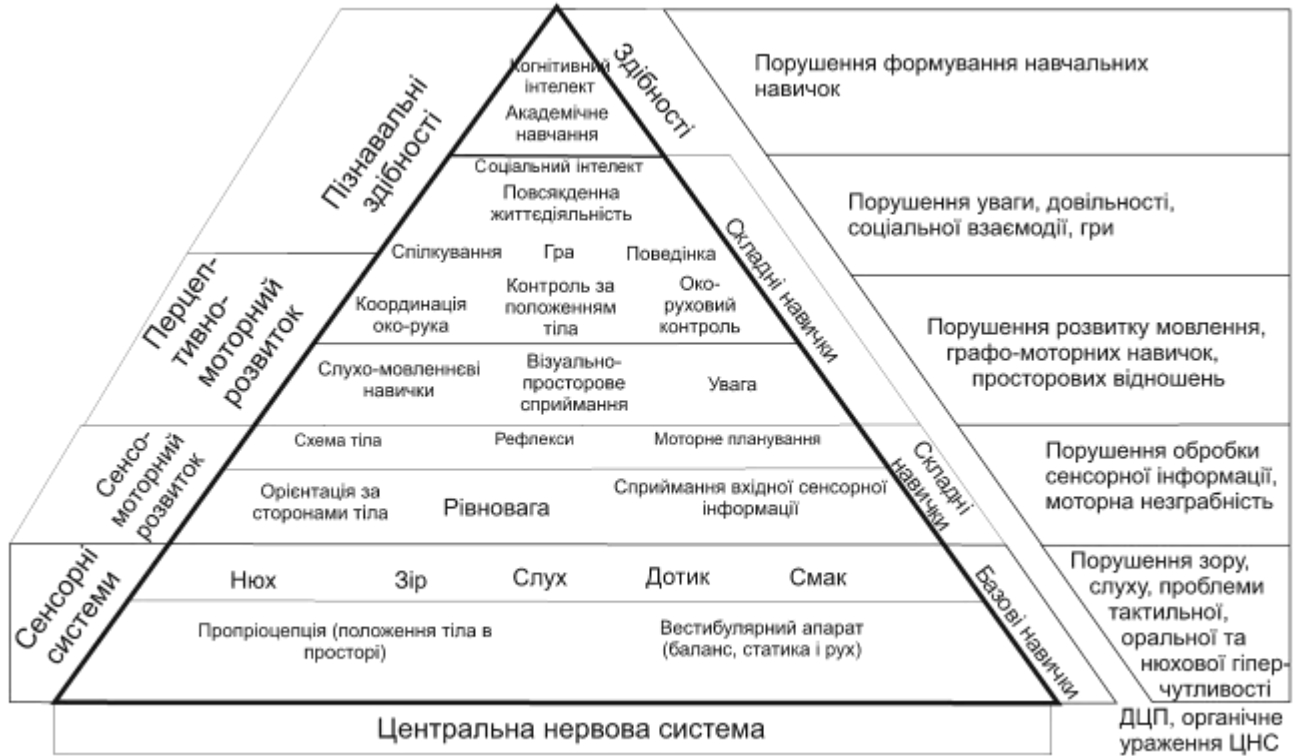 Когнитивний
інтелект
Академічне
навчання
Соціальний інтелект
Повсякденна
життєдіяльність
Спілкування Гра Поведінка
Координація
око-рука
Контроль за
положенням
тіла
Око-
руховий
контроль
Слухо-мовленнєві
навички
Візуально-
просторове
сприймання
Увага
Схема тіла Рефлекси Моторне планування
Орієнтація за
сторонами тіла
Рівновага
Сприймання вхідної сенсорної
інформації
Нюх Зір Слух Дотик Смак
Пропріоцепція (положення тіла в
просторі)
Вестибулярний апарат
(баланс, статика і рух)
Центральна нервова система
Пізнавальні
здібності
Перцеп-
тивно-
моторний
розвиток
Сенсо-
моторний
розвиток
Сенсорні
системи
Здібності
Складні навички
Складні
навички
Базові навички
Порушення формування навчальних
навичок
Порушення уваги, довільності,
соціальної взаємодії, гри
Порушення розвитку мовлення,
графо-моторних навичок,
просторових відношень
Порушення обробки
сенсорної інформації,
моторна незграбність
Порушення зору,
слуху, проблеми
тактильної,
оральної та
нюхової гіпер-
чутливості
ДЦП, органічне
ураження ЦНС